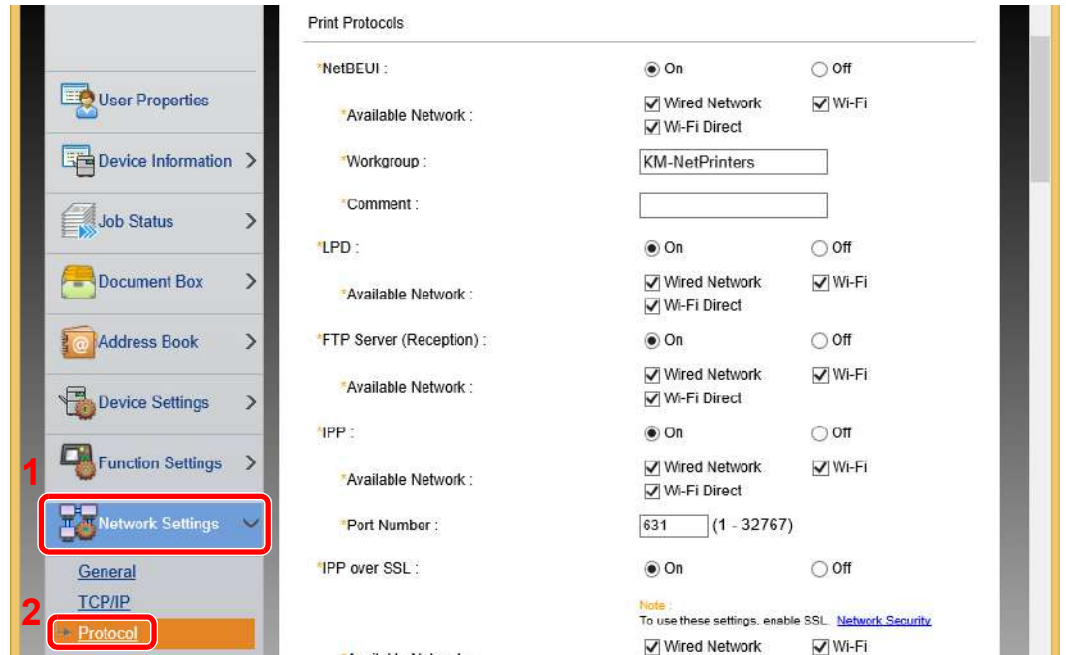 User Properties
Device Information
Job Status
Document Box
Address Book
Device Settings
1
Function Settings
Network Settings
General
TCP/IP
2
Protocol
Print Protocols
*NetBEUI :
On
Off
*Available Network :
Wired Network
Wi-Fi
Wi-Fi Direct
*Workgroup :
KM-NetPrinters
*Comment :
*LPD :
On
Off
*Available Network :
Wired Network
Wi-Fi
Wi-Fi Direct
*FTP Server (Reception) :
On
Off
*Available Network :
Wired Network
Wi-Fi
Wi-Fi Direct
*IPP :
On
Off
*Available Network :
Wired Network
Wi-Fi
Wi-Fi Direct
*Port Number :
631 (1 - 32767)
*IPP over SSL :
On
Off
Note :
To use these settings, enable SSL. Network Security
Wired Network
Wi-Fi